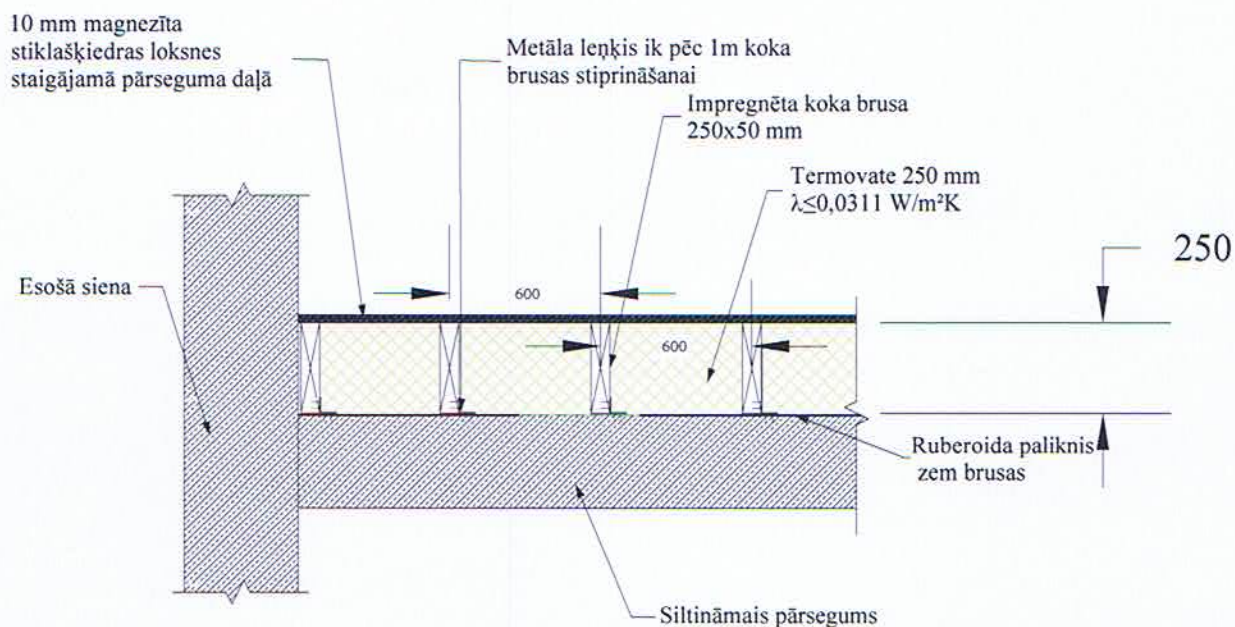 10 mm magnezīta
stiklašķiedras loksnes
staigājamā pārseguma daļā
Metāla leņķis ik pēc 1m koka
brusas stiprināšanai
Impregnēta koka brusa
250x50 mm
Termovate 250 mm
λ≤0,0311 W/m²K
250
Esošā siena
600
600
Ruberoida paliknis
zem brusas
Siltināmais pārsegums